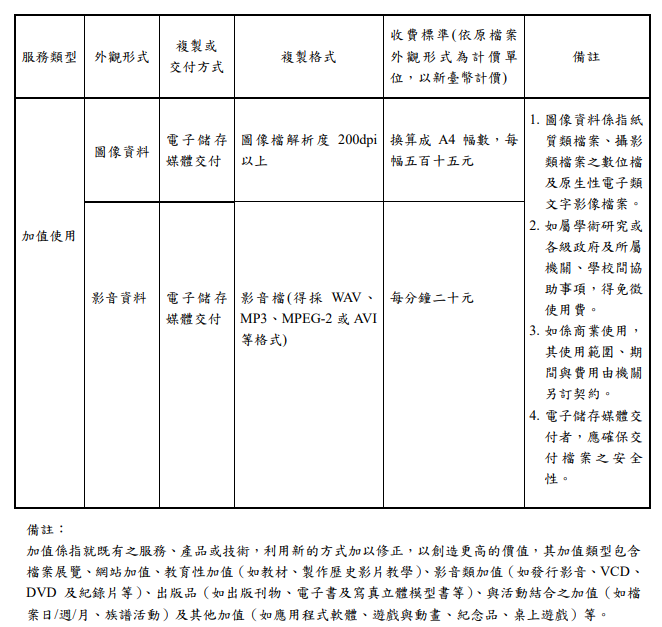 服務類型
外觀形式
複製或
交付方式
複製格式
收費標準(依原檔案
外觀形式為計價單
位，以新臺幣計價)
備註
加值使用
圖像資料
電子儲存
媒體交付
圖像檔解析度 200dpi
以上
換算成 A4 幅數，每
幅五百十五元
影音資料
電子儲存
媒體交付
影音檔(得採 WAV、
MP3、MPEG-2 或 AVI
等格式)
每分鐘二十元
1. 圖像資料係指紙
質類檔案、攝影
類檔案之數位檔
及原生性電子類
文字影像檔案。
2. 如屬學術研究或
各級政府及所屬
機關、學校間協
助事項，得免徵
使用費。
3. 如係商業使用，
其使用範圍、期
間與費用由機關
另訂契約。
4. 電子儲存媒體交
付者，應確保交
付檔案之安全
性。
備註：
加值係指就既有之服務、產品或技術，利用新的方式加以修正，以創造更高的價值，其加值類型包含
檔案展覽、網站加值、教育性加值（如教材、製作歷史影片教學）、影音類加值（如發行影音、VCD、
DVD 及紀錄片等）、出版品（如出版刊物、電子書及寫真立體模型書等）、與活動結合之加值（如檔
案日/週/月、族譜活動）及其他加值（如應用程式軟體、遊戲與動畫、紀念品、桌上遊戲）等。